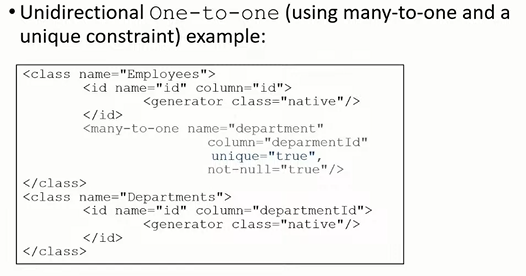 • Unidirectional One-to-one (using many-to-one and a
unique constraint) example:
<class name="Employees">
<id name="id" column="id">
<generator class="native"/>
</id>
<many-to-one name="department"
column="deparmentId"
unique="true",
not-null="true"/>
</class>
<class name="Departments">
<id name="id" column="departmentId">
<generator class="native"/>
</id>
</class>